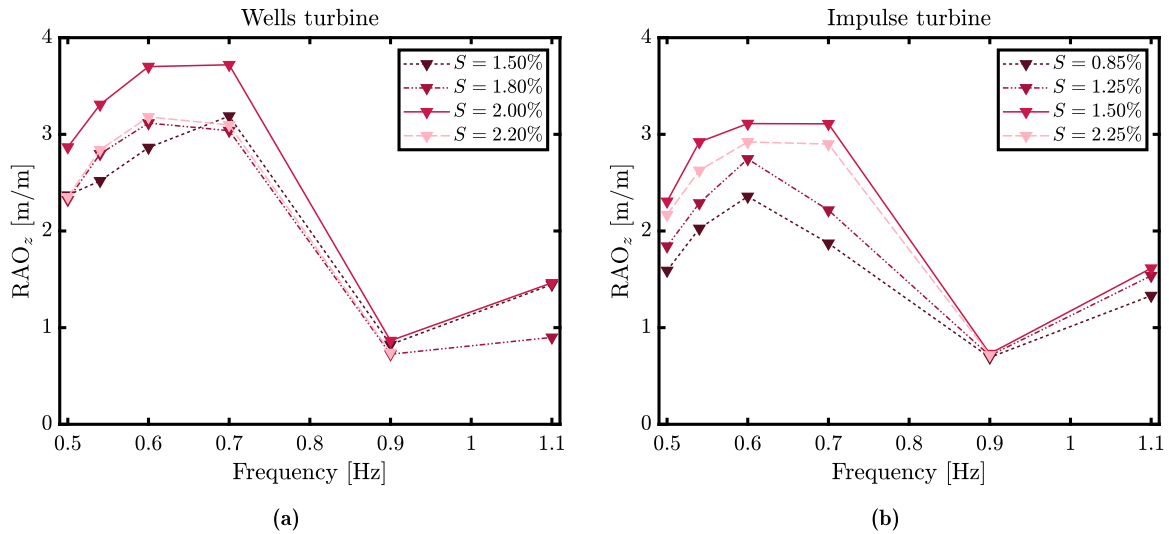 Wells turbine
4
3
2
1
0
RAO_z [m/m]
S = 1.50%
S = 1.80%
S = 2.00%
S = 2.20%
0.5 0.6 0.7 0.8 0.9 1 1.1
Frequency [Hz]
(a)
Impulse turbine
4
3
2
1
0
RAO_z [m/m]
S = 0.85%
S = 1.25%
S = 1.50%
S = 2.25%
0.5 0.6 0.7 0.8 0.9 1 1.1
Frequency [Hz]
(b)